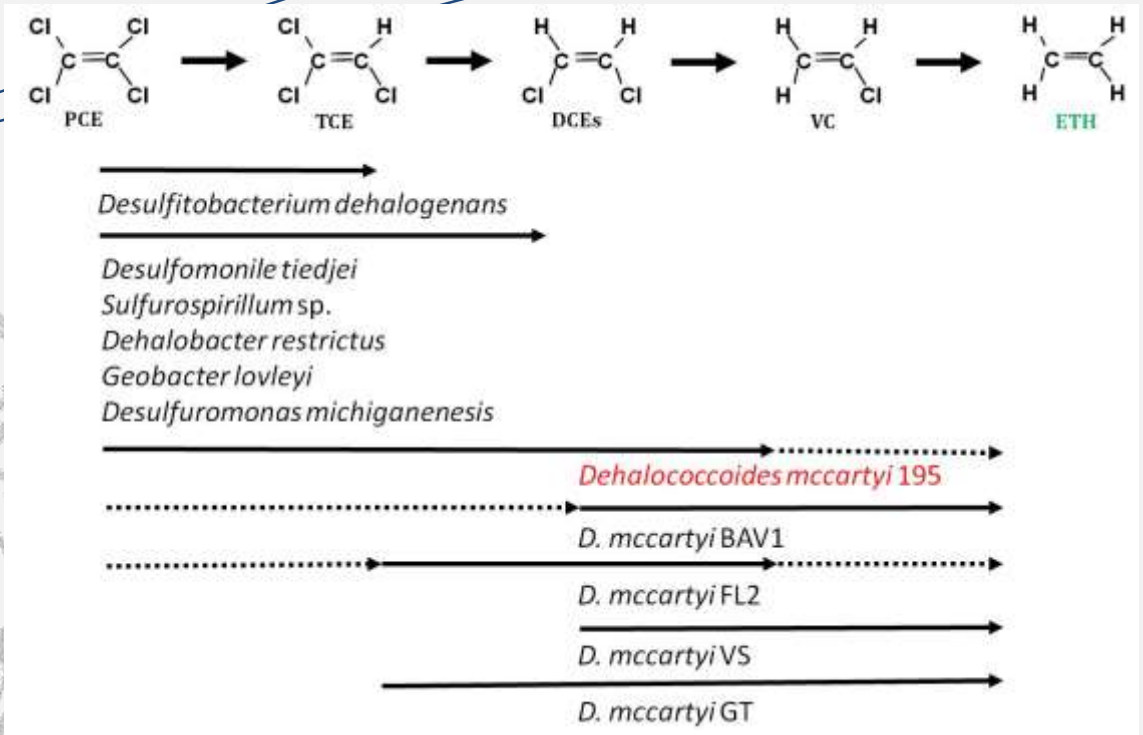 Cl Cl Cl H H H H H H H
C=C C=C C=C C=C C=C
Cl Cl Cl Cl Cl Cl H Cl H H
PCE TCE DCEs VC ETH
Desulfitobacterium dehalogenans
Desulfomonile tiedjei
Sulfurospirillum sp.
Dehalobacter restrictus
Geobacter lovleyi
Desulfuromonas michiganenesis
Dehalococcoides mccartyi 195
D. mccartyi BAV1
D. mccartyi FL2
D. mccartyi VS
D. mccartyi GT